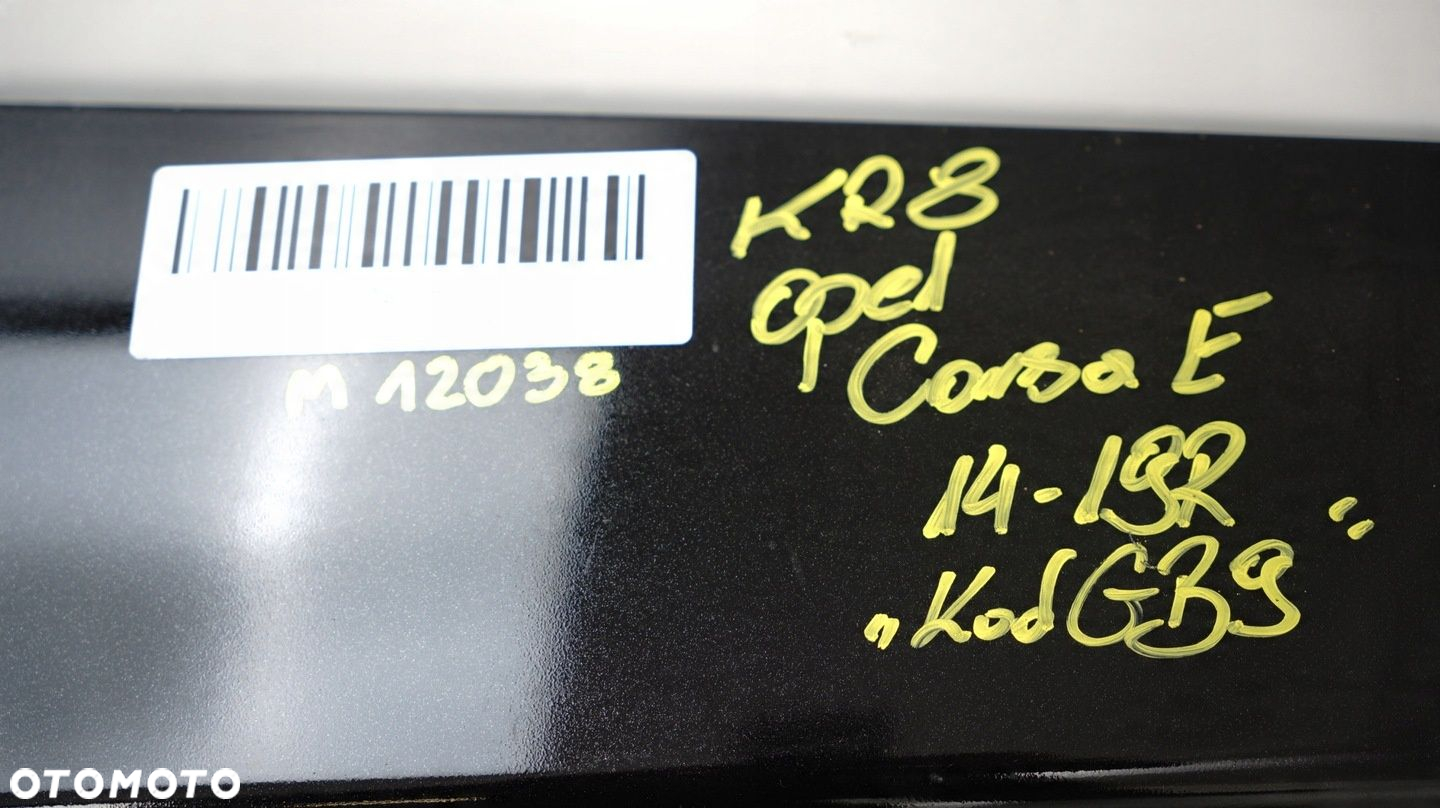 KR8
opel
Corsa E
14-19R
„Kod GB9"
M 12038
OTOMOTO